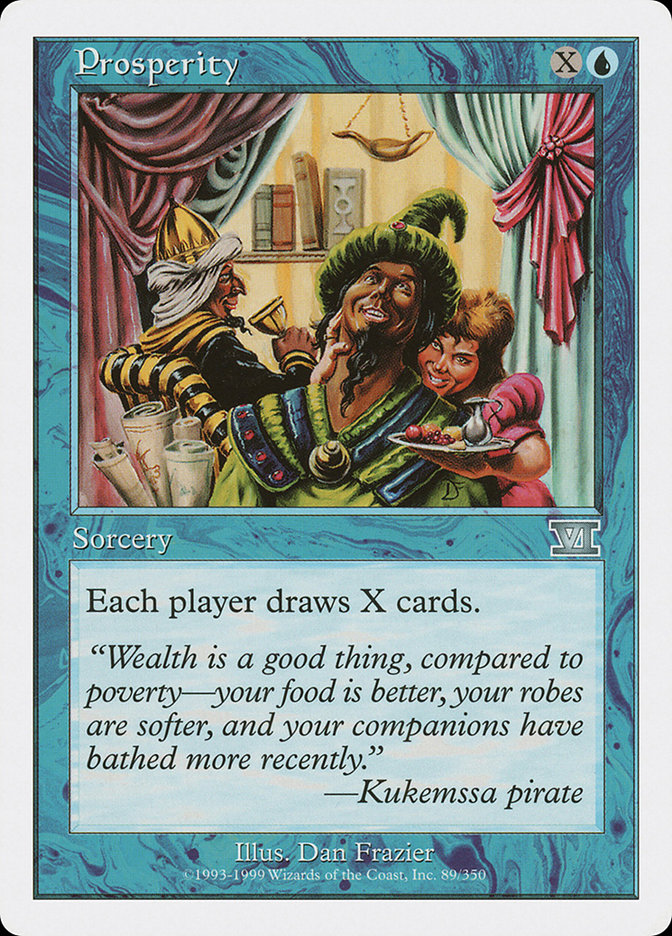 Prosperity X
Sorcery VI
Each player draws X cards.
“Wealth is a good thing, compared to
poverty—your food is better, your robes
are softer, and your companions have
bathed more recently.”
—Kukemssa pirate
Illus. Dan Frazier
©1993-1999 Wizards of the Coast, Inc. 89/350